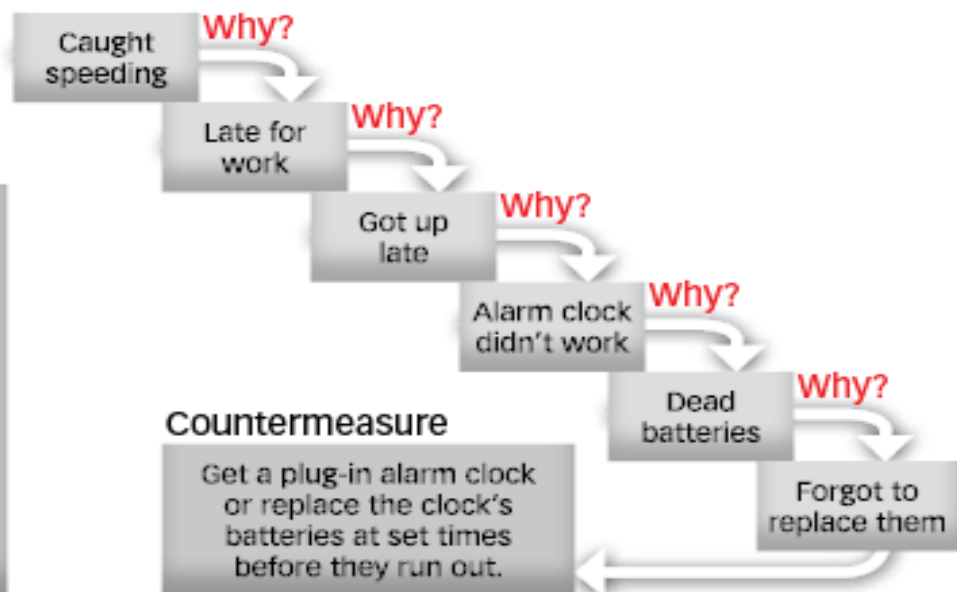 Caught
speeding
Why?
Late for
work
Why?
Got up
late
Why?
Alarm clock
didn't work
Why?
Dead
batteries
Why?
Forgot to
replace them
Countermeasure
Get a plug-in alarm clock
or replace the clock's
batteries at set times
before they run out.